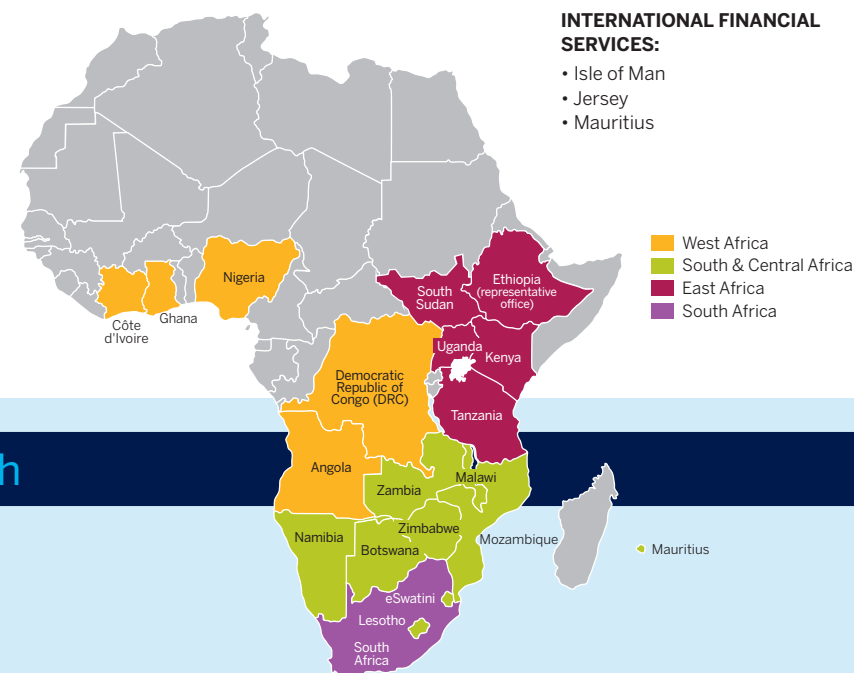 INTERNATIONAL FINANCIAL
SERVICES:
• Isle of Man
• Jersey
• Mauritius
West Africa
South & Central Africa
East Africa
South Africa
Nigeria
Ghana
Côte
d'Ivoire
South
Sudan
Ethiopia
(representative
office)
Uganda
Kenya
Democratic
Republic of
Congo (DRC)
Tanzania
h
Angola
Malawi
Zambia
Zimbabwe
Namibia
Botswana
Mozambique
Mauritius
eSwatini
Lesotho
South
Africa